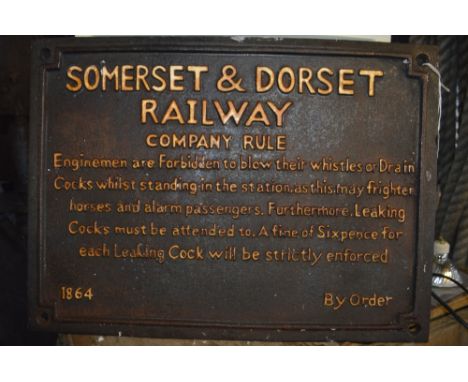 SOMERSET & DORSET
RAILWAY
COMPANY RULE
Enginemen are Forbidden to blow their whistles or Drain
Cocks whilst standing in the station, as this, may frighten
horses and alarm passengers. Furthermore, Leaking
Cocks must be attended to. A fine of Sixpence for
each Leaking Cock will be strictly enforced
1864 By Order